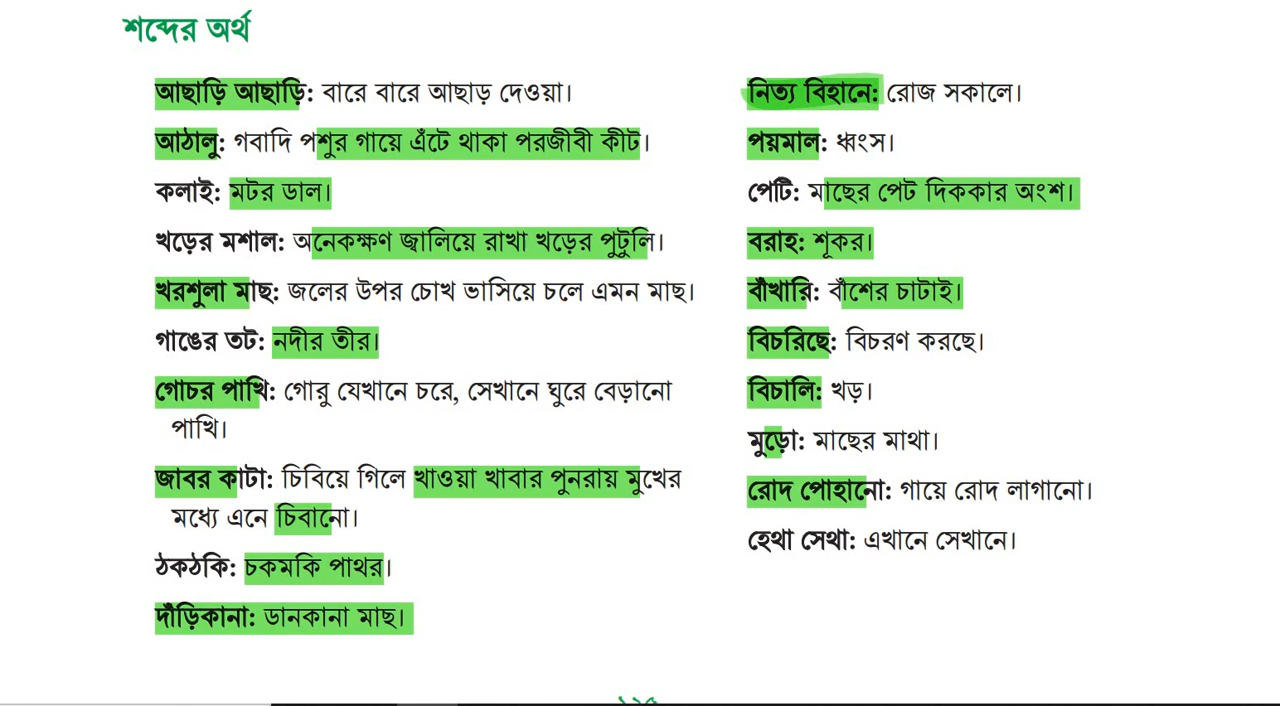 শব্দের অর্থ
আছাড়ি আছাড়ি: বারে বারে আছাড় দেওয়া।
আঠালু: গবাদি পশুর গায়ে এঁটে থাকা পরজীবী কীট।
কলাই: মটর ডাল।
খড়ের মশাল: অনেকক্ষণ জ্বালিয়ে রাখা খড়ের পুটুলি।
খরশুলা মাছ: জলের উপর চোখ ভাসিয়ে চলে এমন মাছ।
গাঙের তট: নদীর তীর।
গোচর পাখি: গোরু যেখানে চরে, সেখানে ঘুরে বেড়ানো
পাখি।
জাবর কাটা: চিবিয়ে গিলে খাওয়া খাবার পুনরায় মুখের
মধ্যে এনে চিবানো।
ঠকঠকি: চকমকি পাথর।
দাঁড়িকানা: ডানকানা মাছ।
নিত্য বিহানে: রোজ সকালে।
পয়মাল: ধ্বংস।
পেটি: মাছের পেট দিককার অংশ।
বরাহ: শূকর।
বাঁখারি: বাঁশের চাটাই।
বিচরিছে: বিচরণ করছে।
বিচালি: খড়।
মুড়ো: মাছের মাথা।
রোদ পোহানো: গায়ে রোদ লাগানো।
হেথা সেথা: এখানে সেখানে।